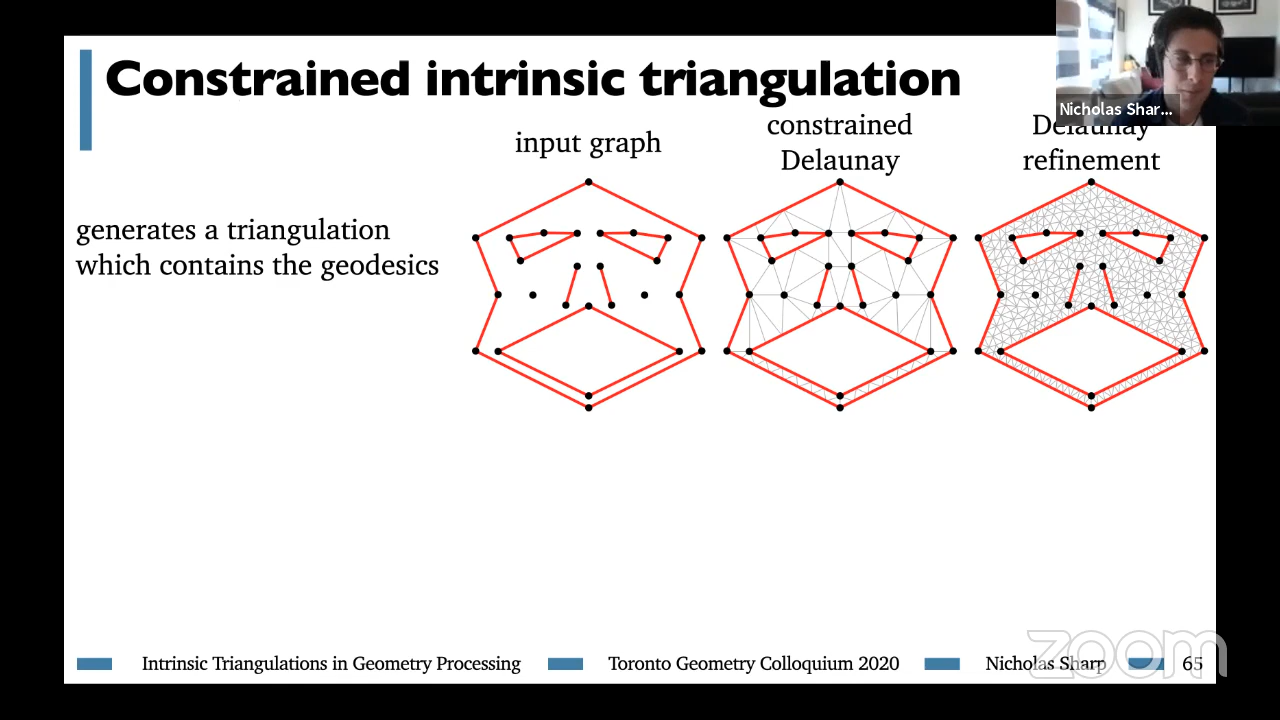 Constrained intrinsic triangulation
Nicholas Shar...
input graph
constrained
Delaunay
Delaunay
refinement
generates a triangulation
which contains the geodesics
zoom
Intrinsic Triangulations in Geometry Processing
Toronto Geometry Colloquium 2020
Nicholas Sharp
65